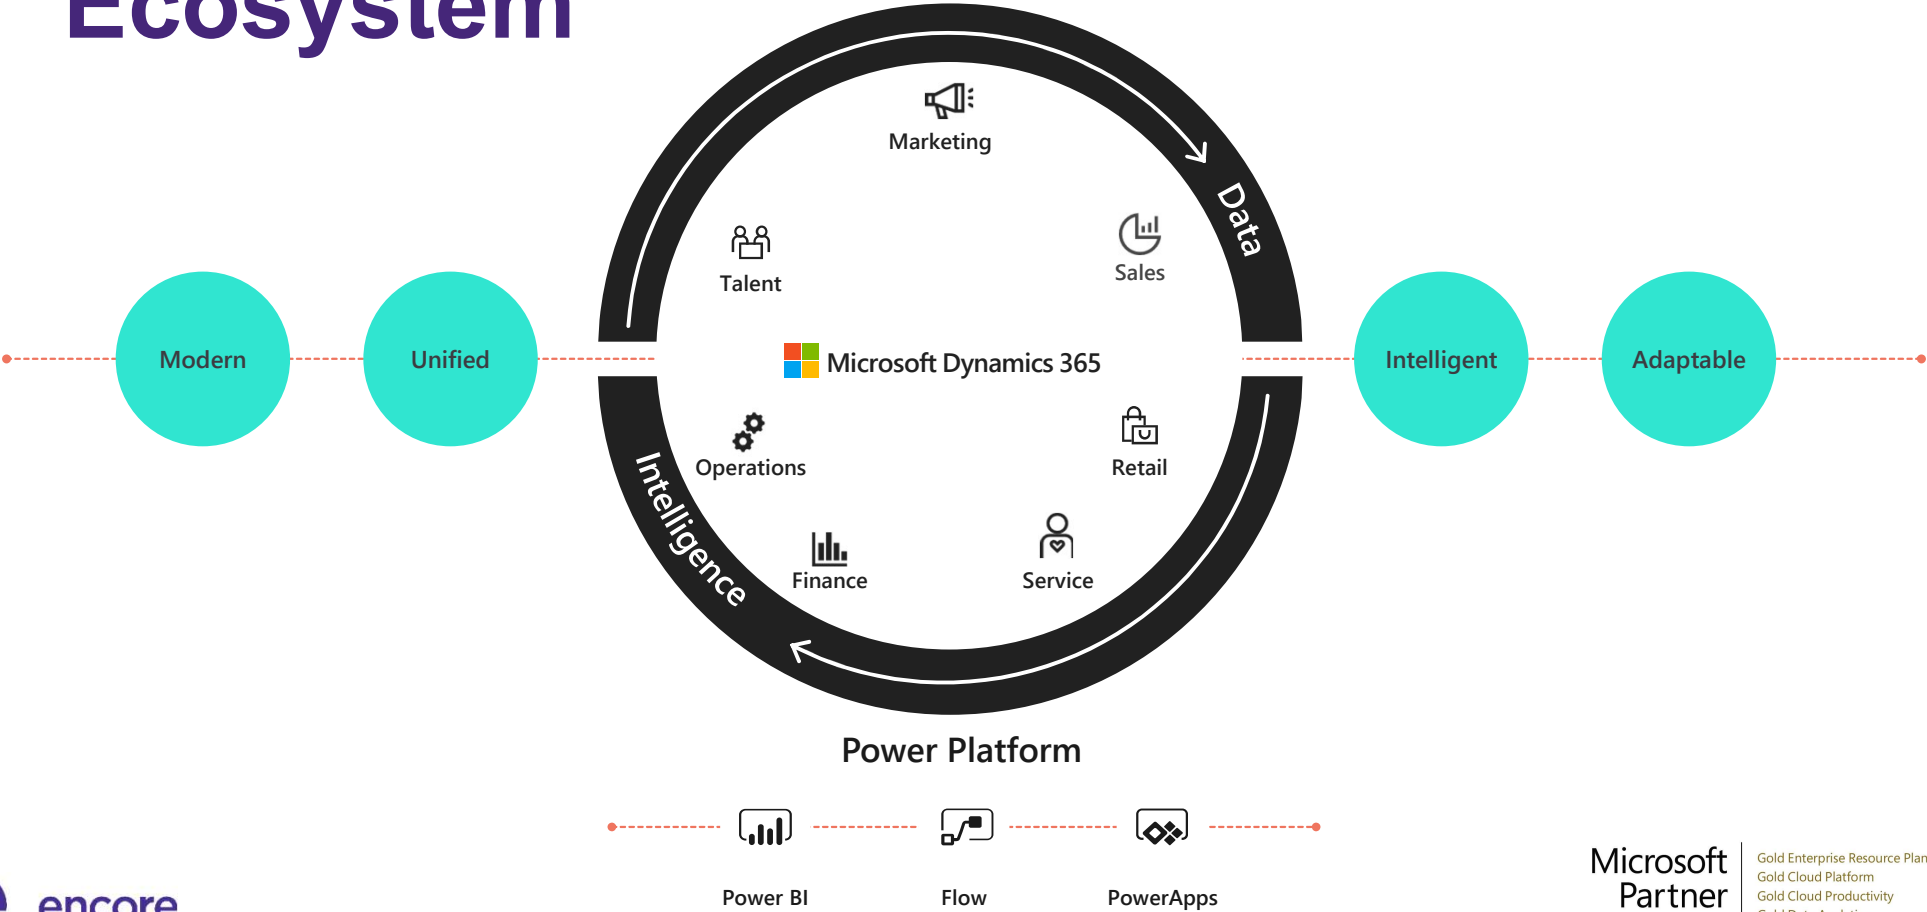 Ecosystem
Marketing
Data
Talent
Sales
Modern
Unified
Microsoft Dynamics 365
Intelligent
Adaptable
Operations
Retail
Intelligence
Finance
Service
Power Platform
Power BI
Flow
PowerApps
encore
Microsoft
Partner
Gold Enterprise Resource Plan
Gold Cloud Platform
Gold Cloud Productivity